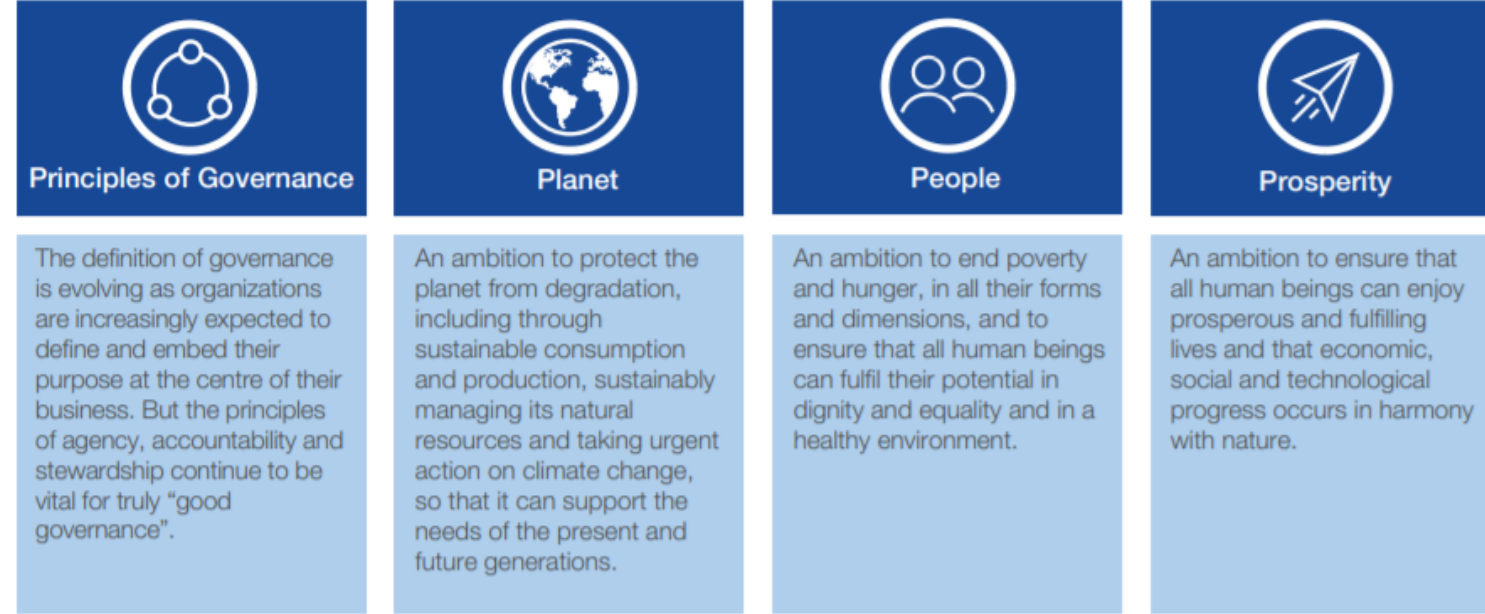 Principles of Governance
The definition of governance
is evolving as organizations
are increasingly expected to
define and embed their
purpose at the centre of their
business. But the principles
of agency, accountability and
stewardship continue to be
vital for truly “good
governance”.
Planet
An ambition to protect the
planet from degradation,
including through
sustainable consumption
and production, sustainably
managing its natural
resources and taking urgent
action on climate change,
so that it can support the
needs of the present and
future generations.
People
An ambition to end poverty
and hunger, in all their forms
and dimensions, and to
ensure that all human beings
can fulfil their potential in
dignity and equality and in a
healthy environment.
Prosperity
An ambition to ensure that
all human beings can enjoy
prosperous and fulfilling
lives and that economic,
social and technological
progress occurs in harmony
with nature.